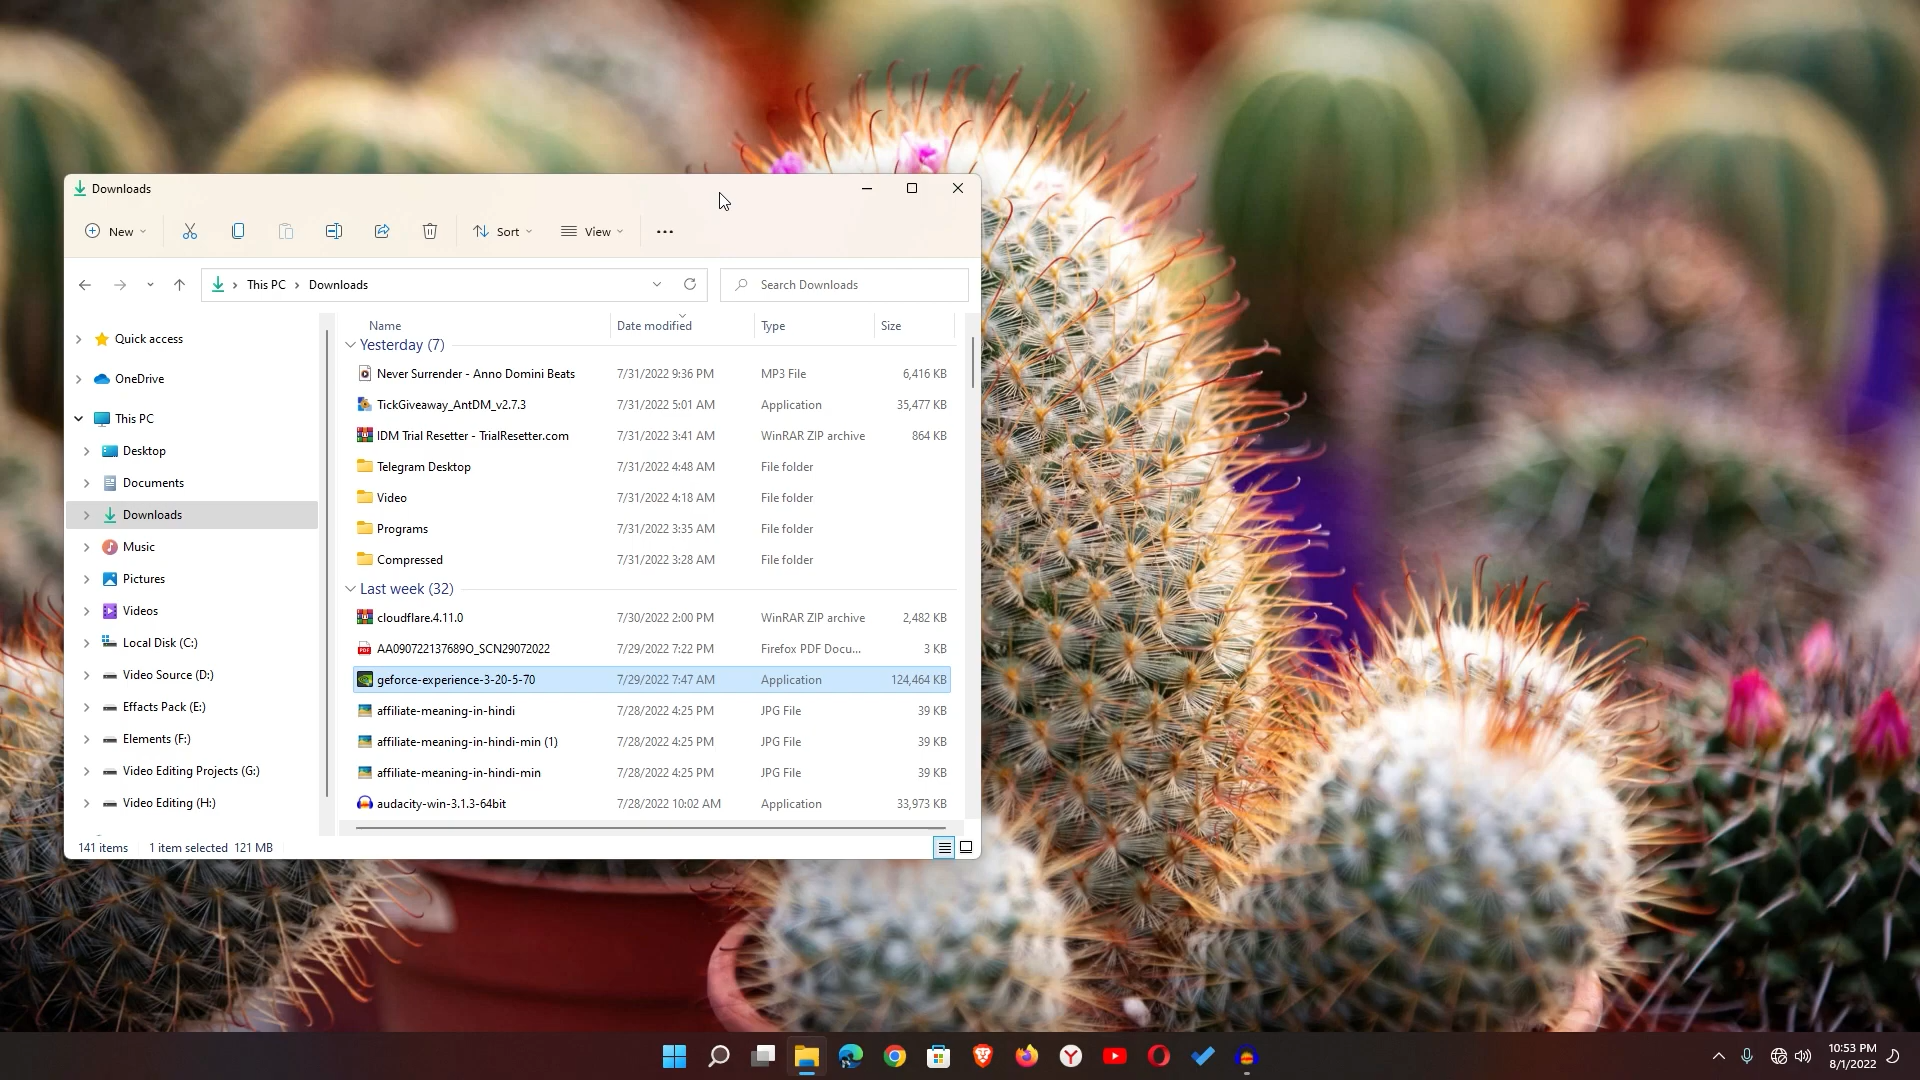 Downloads
New
Sort
View
This PC
Downloads
Search Downloads
Quick access
OneDrive
This PC
Desktop
Documents
Downloads
Music
Pictures
Videos
Local Disk (C:)
Video Source (D:)
Effacts Pack (E:)
Elements (F:)
Video Editing Projects (G:)
Video Editing (H:)
Name Date modified Type Size
Yesterday (7)
Never Surrender - Anno Domini Beats 7/31/2022 9:36 PM MP3 File 6,416 KB
TickGiveaway_AntDM_v2.7.3 7/31/2022 5:01 AM Application 35,477 KB
IDM Trial Resetter - TrialResetter.com 7/31/2022 3:41 AM WinRAR ZIP archive 864 KB
Telegram Desktop 7/31/2022 4:48 AM File folder
Video 7/31/2022 4:18 AM File folder
Programs 7/31/2022 3:35 AM File folder
Compressed 7/31/2022 3:28 AM File folder
Last week (32)
cloudflare.4.11.0 7/30/2022 2:00 PM WinRAR ZIP archive 2,482 KB
AA090722137689O_SCN29072022 7/29/2022 7:22 PM Firefox PDF Docu... 3 KB
geforce-experience-3-20-5-70 7/29/2022 7:47 AM Application 124,464 KB
affiliate-meaning-in-hindi 7/28/2022 4:25 PM JPG File 39 KB
affiliate-meaning-in-hindi-min (1) 7/28/2022 4:25 PM JPG File 39 KB
affiliate-meaning-in-hindi-min 7/28/2022 4:25 PM JPG File 39 KB
audacity-win-3.1.3-64bit 7/28/2022 10:02 AM Application 33,973 KB
141 items 1 item selected 121 MB
10:53 PM
8/1/2022